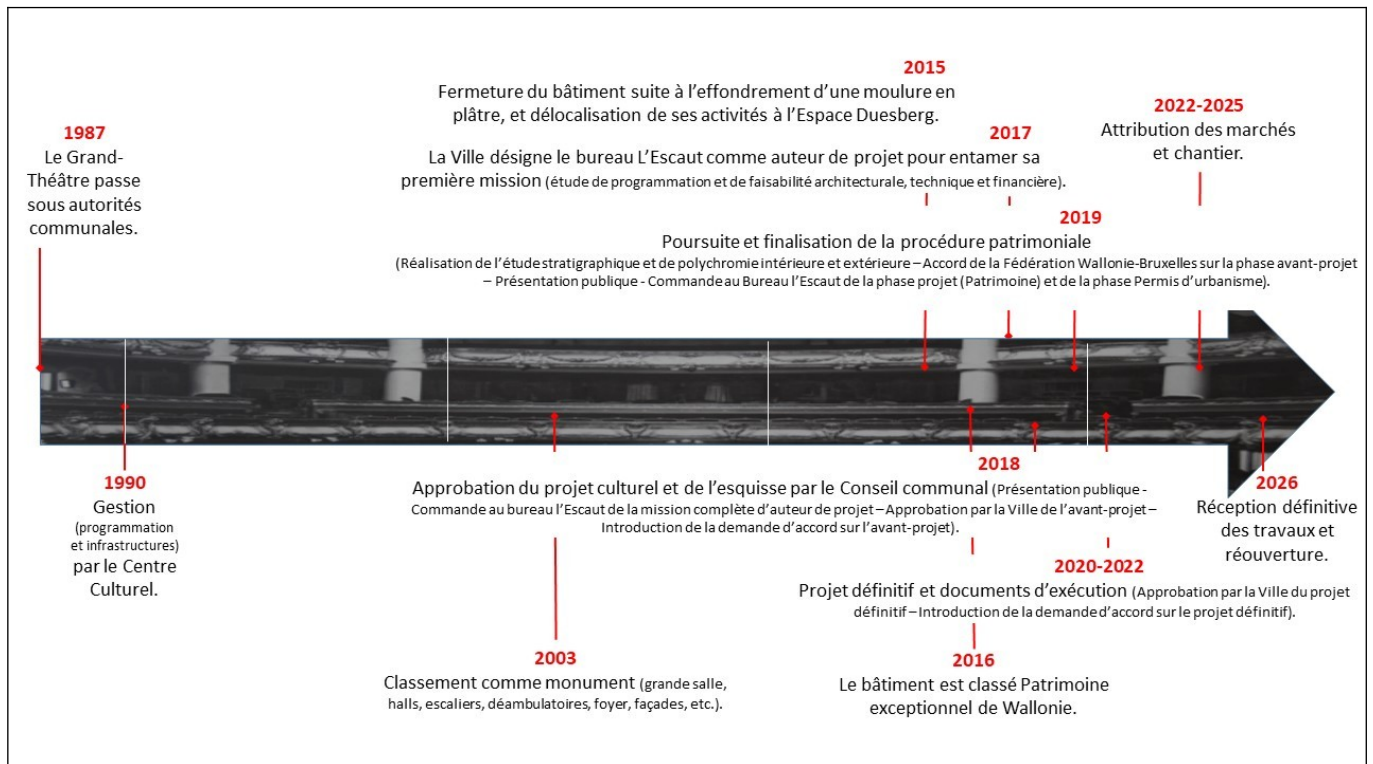 2015
Fermeture du bâtiment suite à l’effondrement d’une moulure en
plâtre, et délocalisation de ses activités à l’Espace Duesberg.
2022-2025
Attribution des marchés
et chantier.
1987
Le Grand-
Théâtre passe
sous autorités
communales.
2017
La Ville désigne le bureau L’Escaut comme auteur de projet pour entamer sa
première mission (étude de programmation et de faisabilité architecturale, technique et financière).
2019
Poursuite et finalisation de la procédure patrimoniale
(Réalisation de l’étude stratigraphique et de polychromie intérieure et extérieure – Accord de la Fédération Wallonie-Bruxelles sur la phase avant-projet
– Présentation publique - Commande au Bureau l’Escaut de la phase projet (Patrimoine) et de la phase Permis d’urbanisme).
1990
Gestion
(programmation
et infrastructures)
par le Centre
Culturel.
2018
Approbation du projet culturel et de l’esquisse par le Conseil communal (Présentation publique -
Commande au bureau l’Escaut de la mission complète d’auteur de projet – Approbation par la Ville de l’avant-projet –
Introduction de la demande d’accord sur l’avant-projet).
2026
Réception définitive
des travaux et
réouverture.
2020-2022
Projet définitif et documents d’exécution (Approbation par la Ville du projet
définitif – Introduction de la demande d’accord sur le projet définitif).
2003
Classement comme monument (grande salle,
halls, escaliers, déambulatoires, foyer, façades, etc.).
2016
Le bâtiment est classé Patrimoine
exceptionnel de Wallonie.